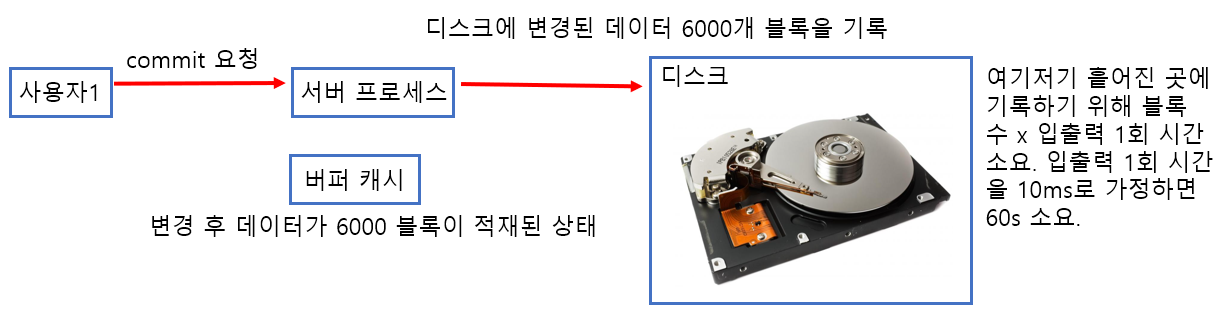 디스크에 변경된 데이터 6000개 블록을 기록
commit 요청
사용자1
서버 프로세스
디스크
버퍼 캐시
변경 후 데이터가 6000 블록이 적재된 상태
여기저기 흩어진 곳에
기록하기 위해 블록
수 x 입출력 1회 시간
소요. 입출력 1회 시간
을 10ms로 가정하면
60s 소요.